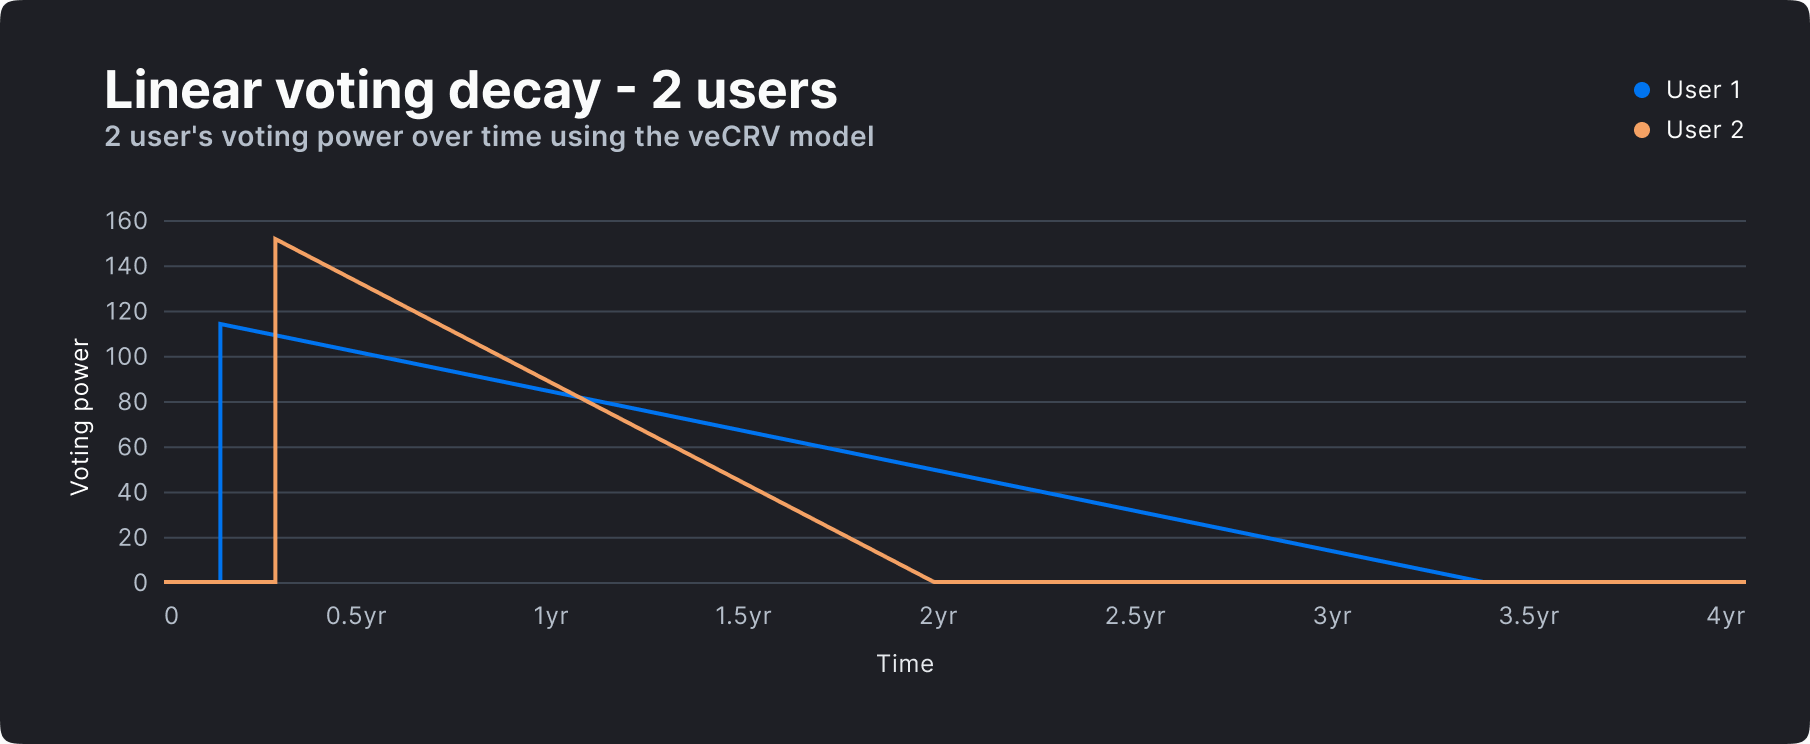 Linear voting decay - 2 users
2 user's voting power over time using the veCRV model
User 1
User 2
160
140
120
100
80
60
40
20
0
Voting power
0 0.5yr 1yr 1.5yr 2yr 2.5yr 3yr 3.5yr 4yr
Time